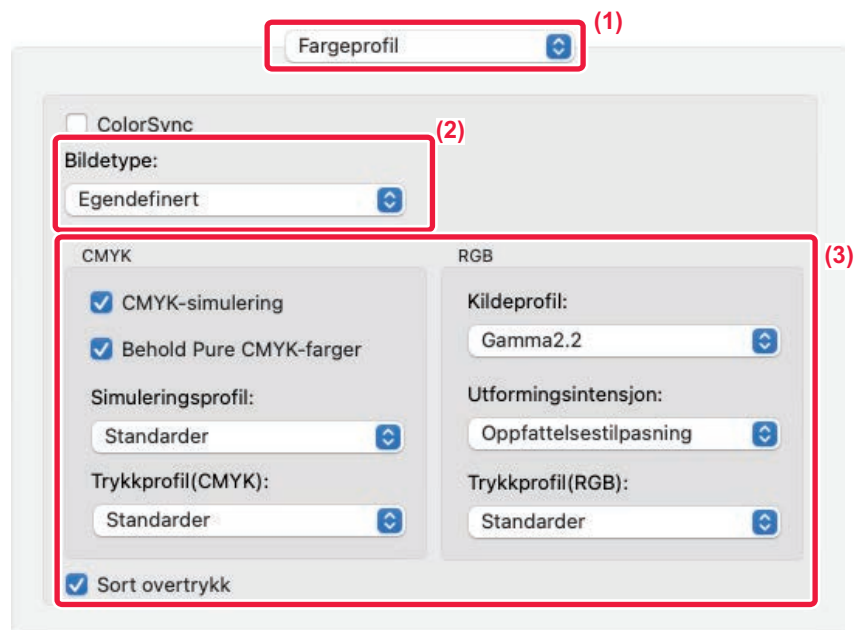 (1)
Fargeprofil
ColorSync
(2)
Bildetype:
Egendefinert
(3)
CMYK
CMYK-simulering
Behold Pure CMYK-farger
Simuleringsprofil:
Standarder
Trykkprofil(CMYK):
Standarder
RGB
Kildeprofil:
Gamma2.2
Utformingsintensjon:
Oppfattelsestilpasning
Trykkprofil(RGB):
Standarder
Sort overtrykk